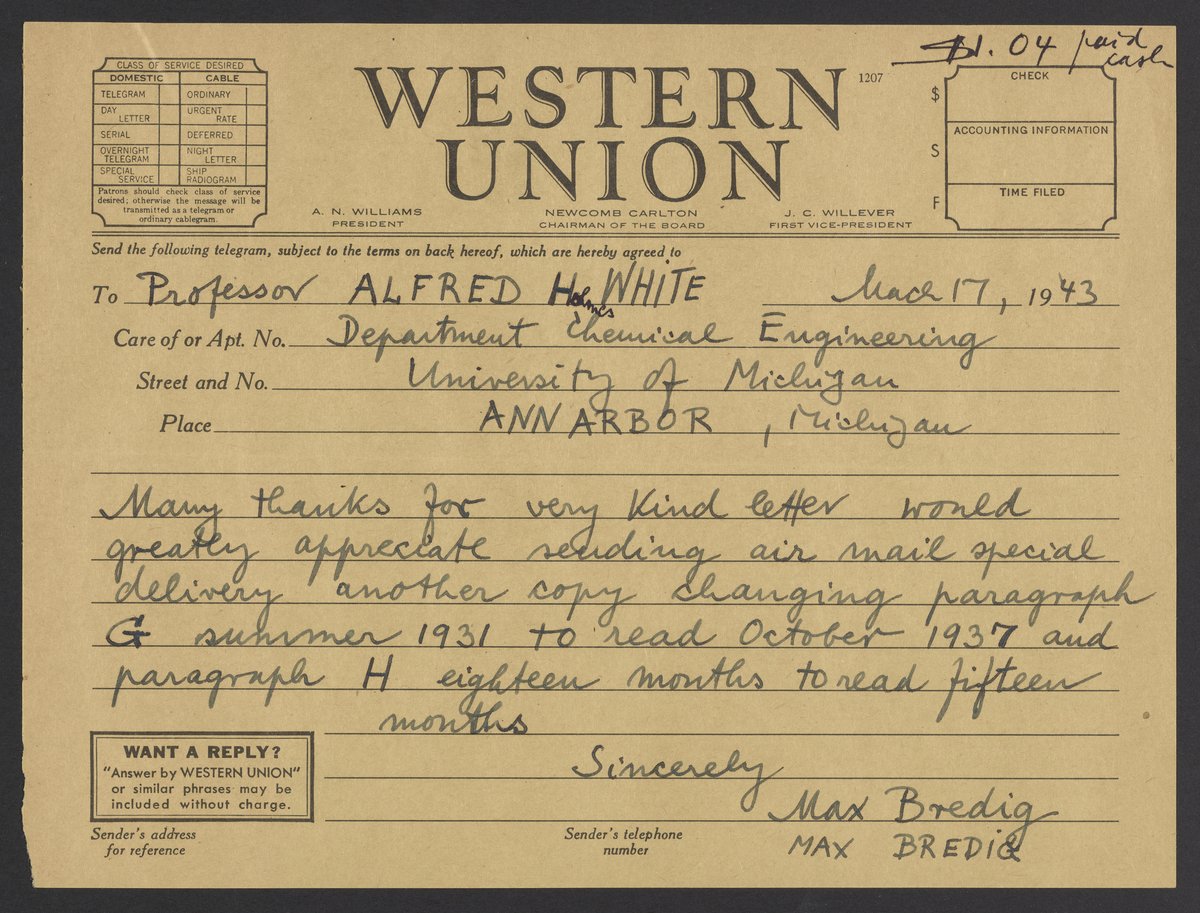 $1.04 paid
cash
CLASS OF SERVICE DESIRED
DOMESTIC CABLE
TELEGRAM ORDINARY
DAY LETTER URGENT RATE
SERIAL DEFERRED
OVERNIGHT TELEGRAM NIGHT LETTER
SPECIAL SERVICE SHIP RADIOGRAM
Patrons should check class of service
desired; otherwise the message will be
transmitted as a telegram or
ordinary cablegram.
WESTERN
UNION
1207
A. N. WILLIAMS
PRESIDENT
NEWCOMB CARLTON
CHAIRMAN OF THE BOARD
J. C. WILLEVER
FIRST VICE-PRESIDENT
$
S
F
CHECK
ACCOUNTING INFORMATION
TIME FILED
Send the following telegram, subject to the terms on back hereof, which are hereby agreed to
To Professor ALFRED Holmes WHITE March 17, 1943
Care of or Apt. No. Department Chemical Engineering
Street and No. University of Michigan
Place ANN ARBOR, Michigan
Many thanks for very kind letter would
greatly appreciate sending air mail special
delivery another copy changing paragraph
G summer 1931 to read October 1937 and
paragraph H eighteen months to read fifteen
months
Sincerely
Max Bredig
MAX BREDIG
WANT A REPLY?
"Answer by WESTERN UNION"
or similar phrases may be
included without charge.
Sender's address
for reference
Sender's telephone
number